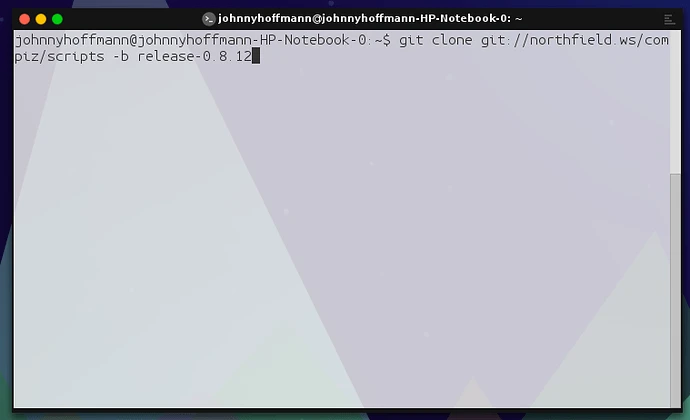 johnnyhoffmann@johnnyhoffmann-HP-Notebook-0: ~
johnnyhoffmann@johnnyhoffmann-HP-Notebook-0:~$ git clone git://northfield.ws/com
piz/scripts -b release-0.8.12